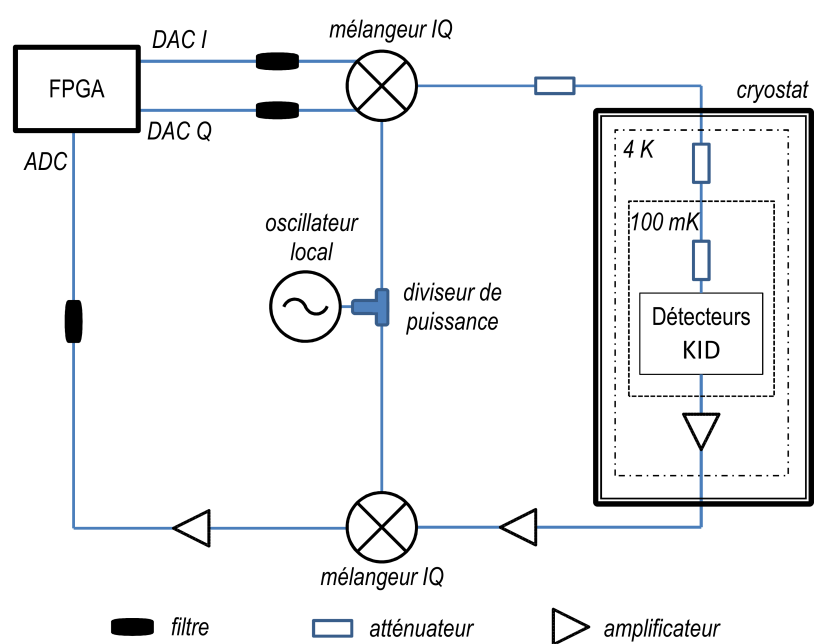 mélangeur IQ
DAC I
FPGA
DAC Q
ADC
cryostat
4 K
100 mK
oscillateur
local
diviseur de
puissance
Détecteurs
KID
mélangeur IQ
filtre
atténuateur
amplificateur